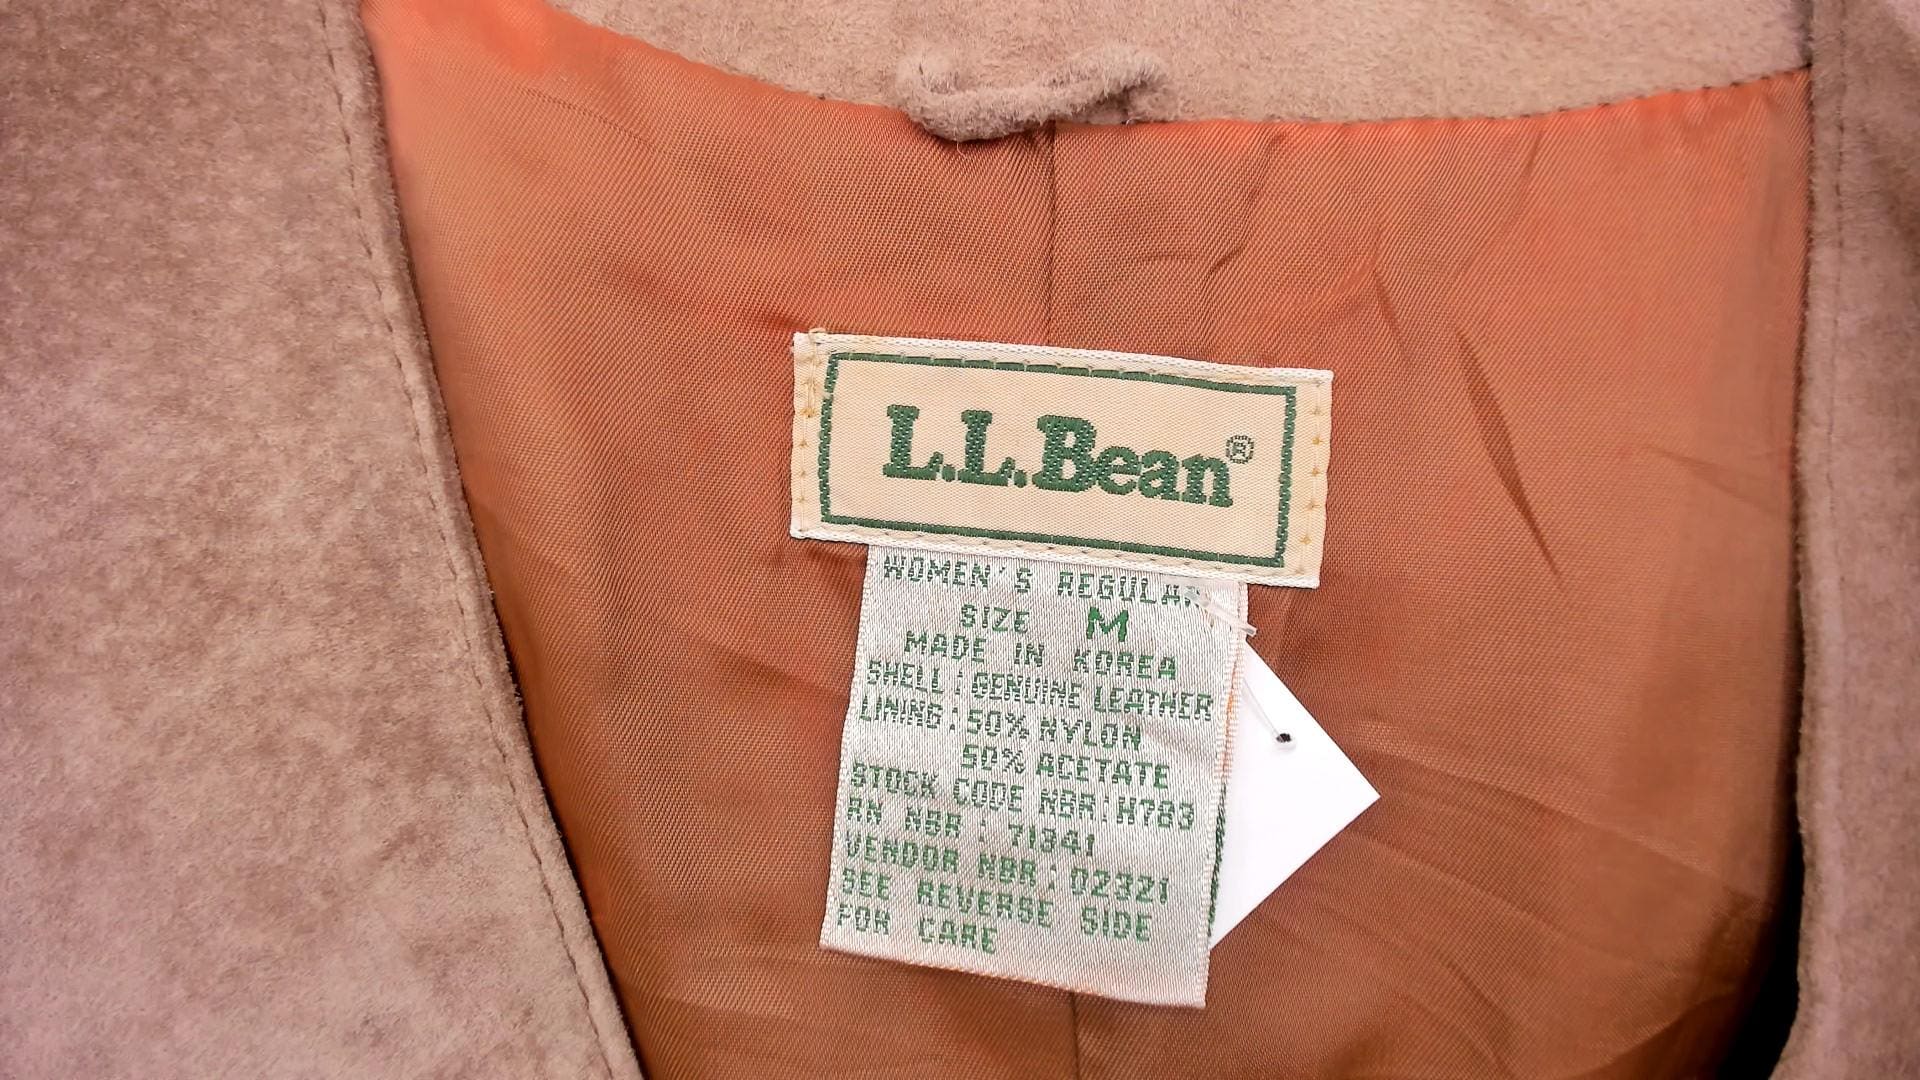 L.L.Bean®
WOMEN'S REGULAR
SIZE M
MADE IN KOREA
SHELL: GENUINE LEATHER
LINING: 50% NYLON
50% ACETATE
STOCK CODE NBR: H783
RN NBR: 71341
VENDOR NBR: 02321
SEE REVERSE SIDE
FOR CARE